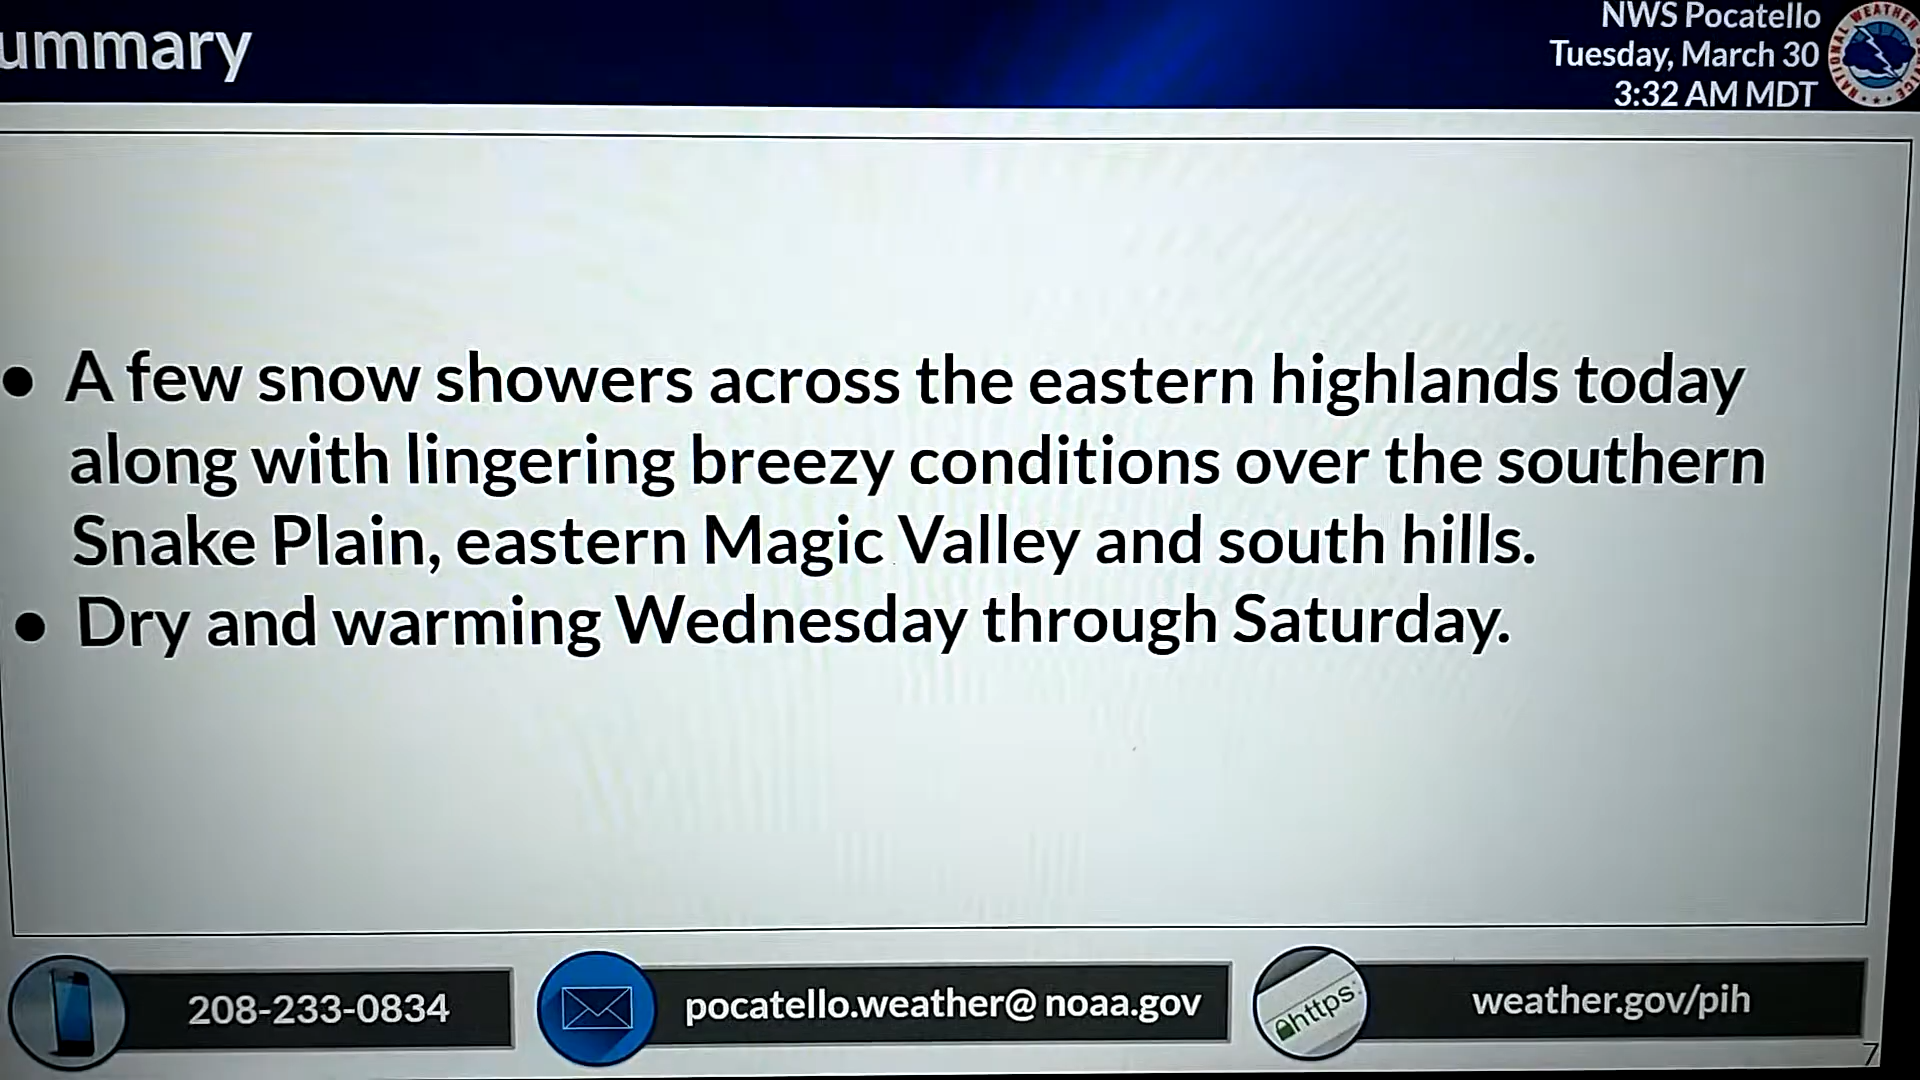 ummary
NWS Pocatello
Tuesday, March 30
3:32 AM MDT
NATIONAL WEATHER
• A few snow showers across the eastern highlands today
along with lingering breezy conditions over the southern
Snake Plain, eastern Magic Valley and south hills.
• Dry and warming Wednesday through Saturday.
208-233-0834
pocatello.weather@noaa.gov
https:
weather.gov/pih
7